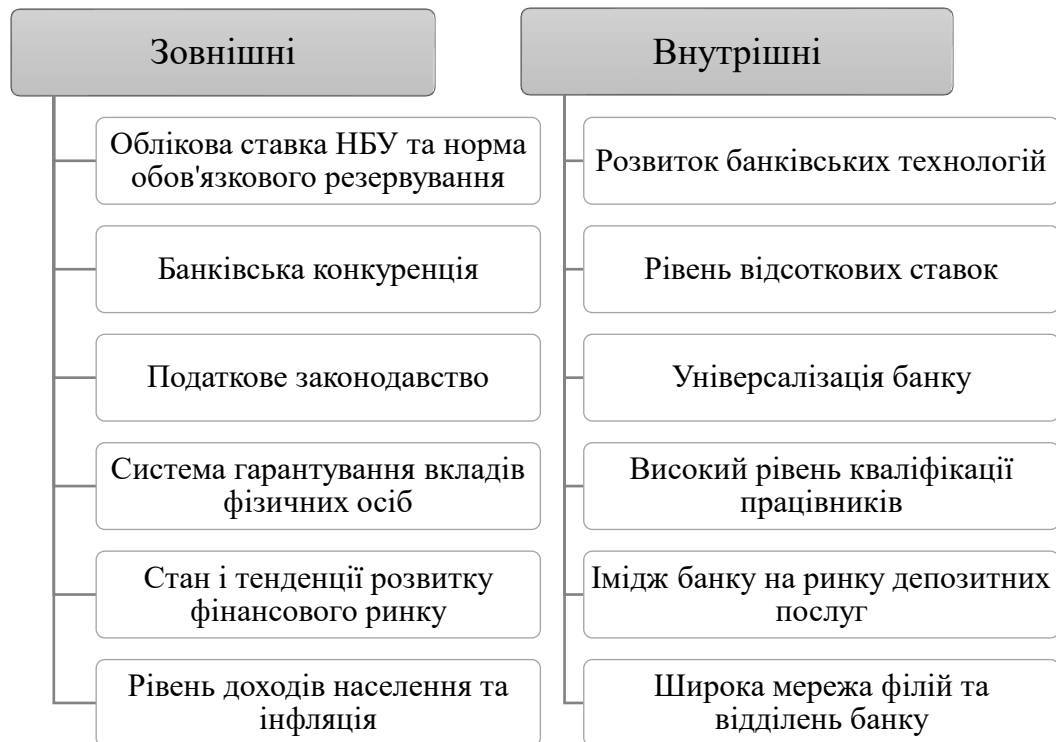 Зовнішні
Облікова ставка НБУ та норма
обов'язкового резервування
Банківська конкуренція
Податкове законодавство
Система гарантування вкладів
фізичних осіб
Стан і тенденції розвитку
фінансового ринку
Рівень доходів населення та
інфляція
Внутрішні
Розвиток банківських технологій
Рівень відсоткових ставок
Універсалізація банку
Високий рівень кваліфікації
працівників
Імідж банку на ринку депозитних
послуг
Широка мережа філій та
відділень банку